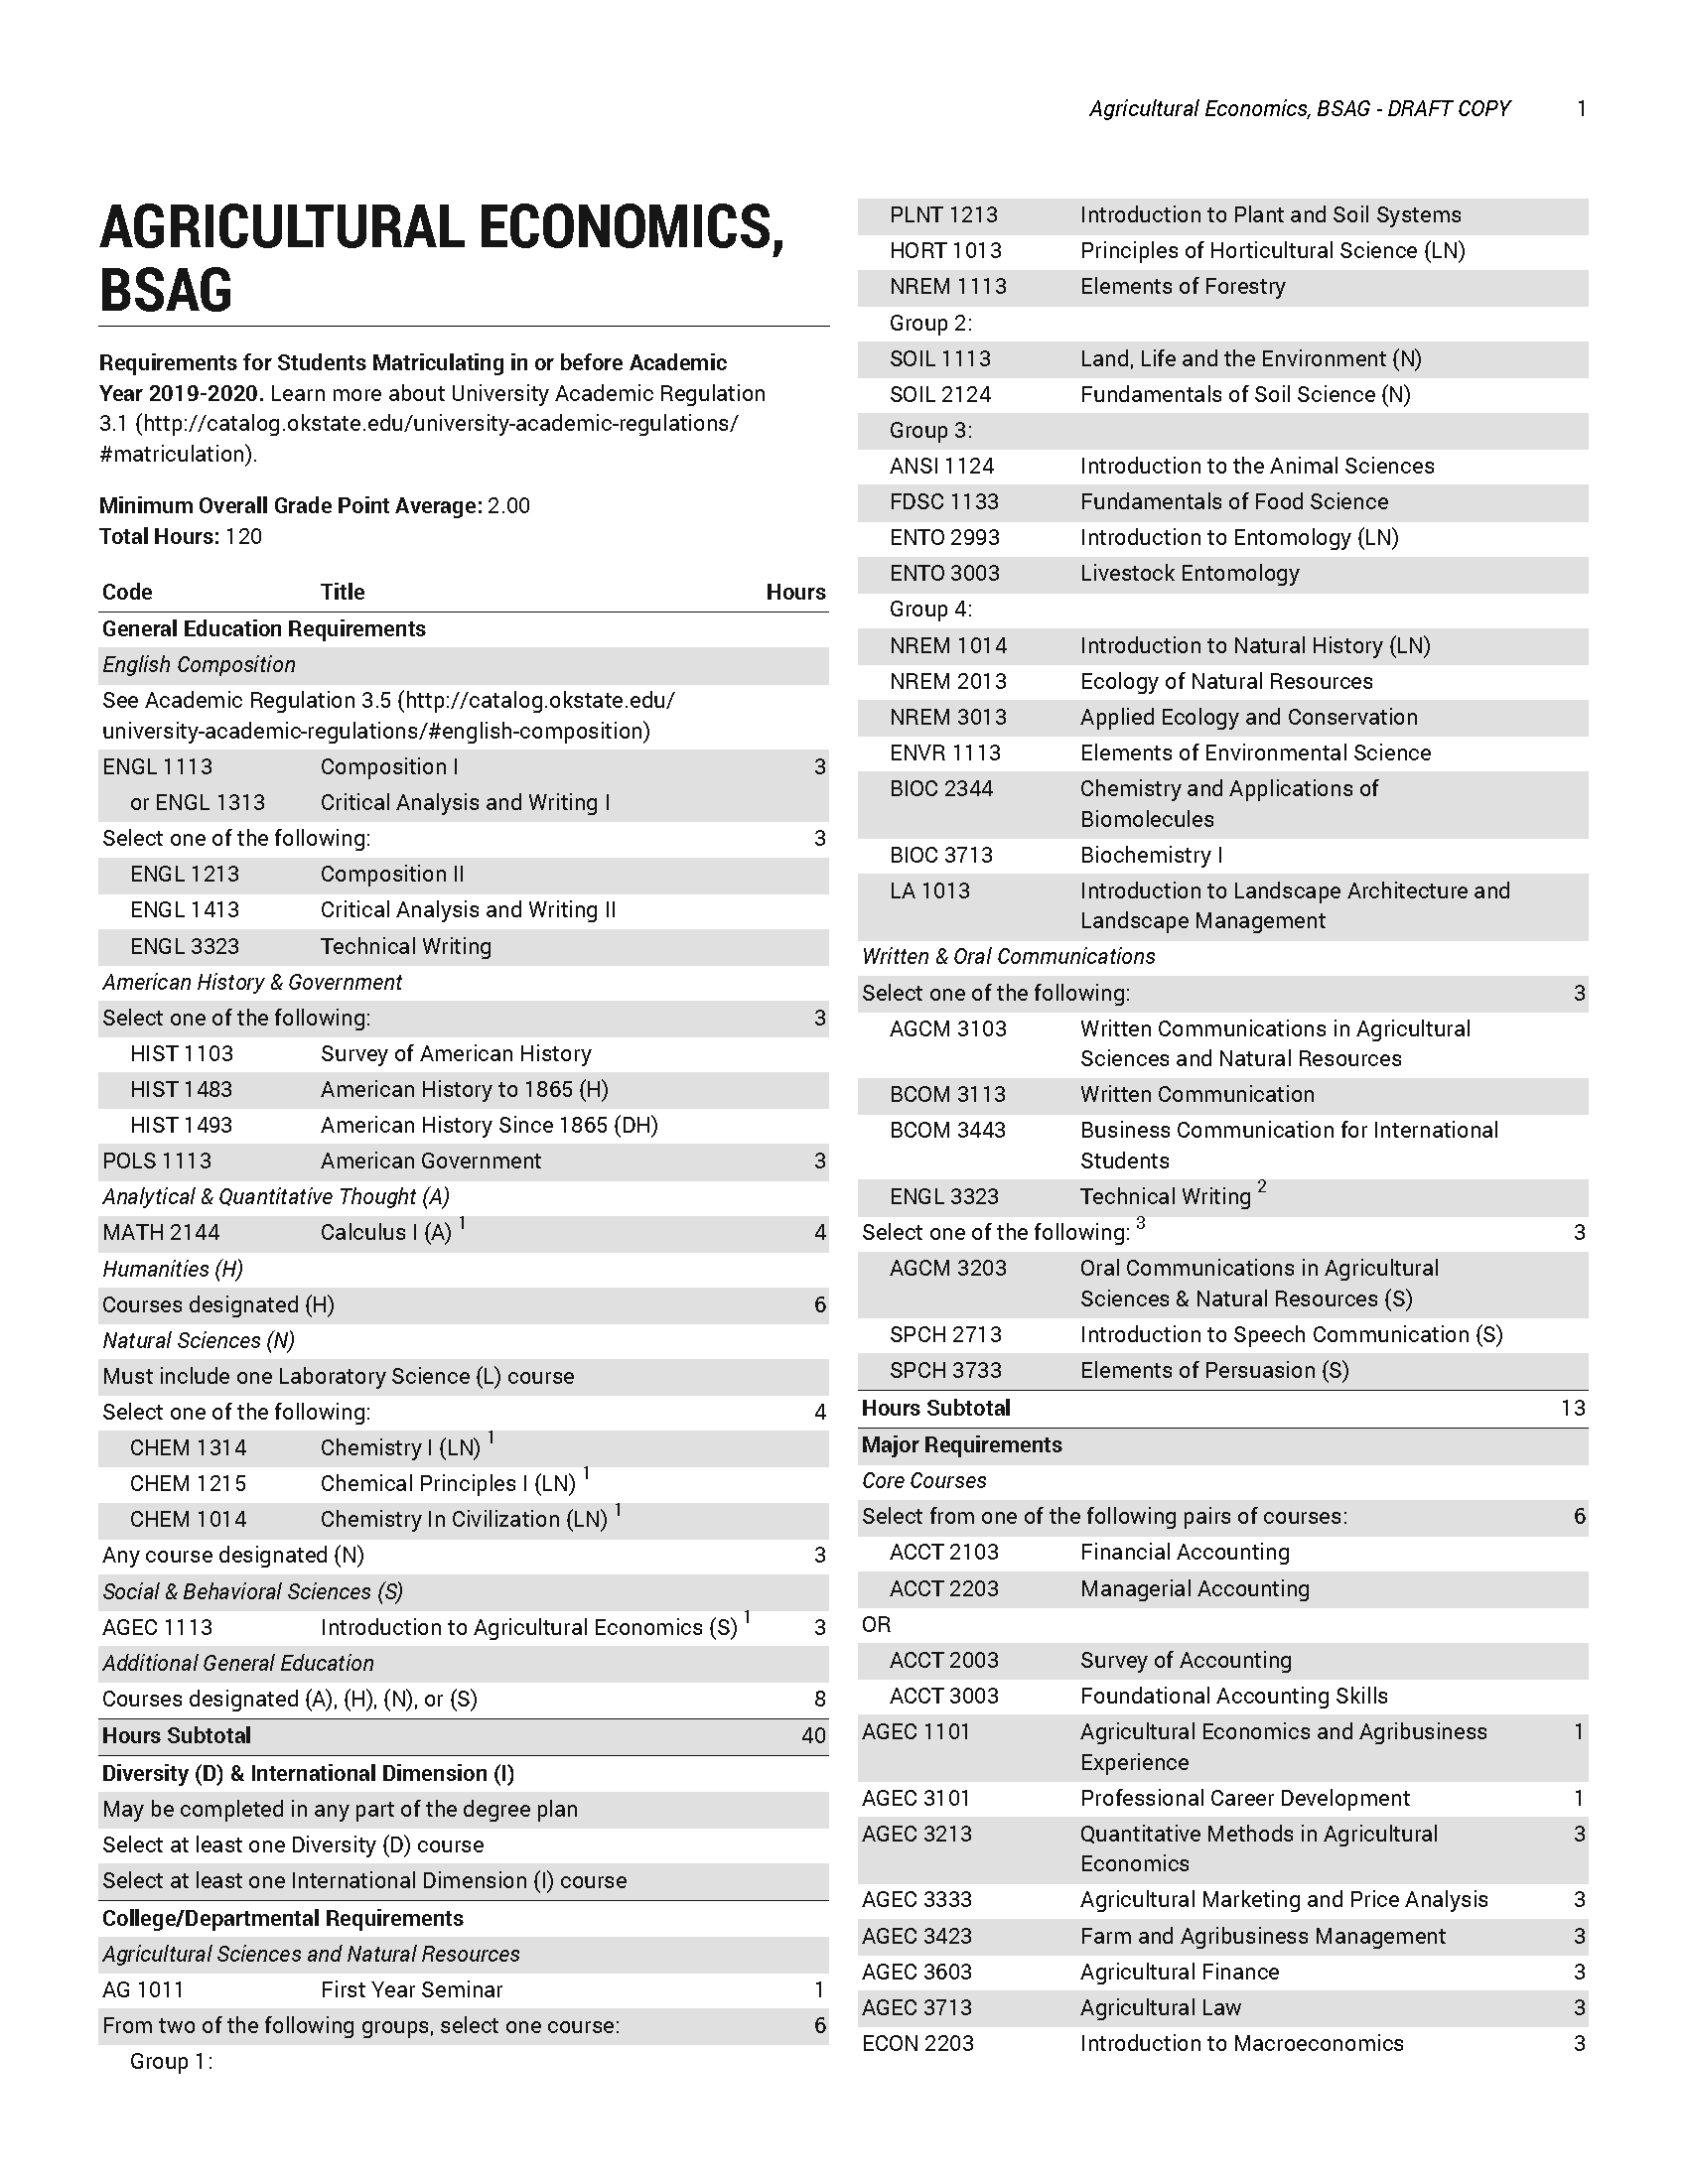 Agricultural Economics, BSAG - DRAFT COPY 1
AGRICULTURAL ECONOMICS,
BSAG
Requirements for Students Matriculating in or before Academic
Year 2019-2020. Learn more about University Academic Regulation
3.1 (http://catalog.okstate.edu/university-academic-regulations/
#matriculation).
Minimum Overall Grade Point Average: 2.00
Total Hours: 120
Code Title Hours
General Education Requirements
English Composition
See Academic Regulation 3.5 (http://catalog.okstate.edu/
university-academic-regulations/#english-composition)
ENGL 1113 Composition I 3
or ENGL 1313 Critical Analysis and Writing I
Select one of the following: 3
ENGL 1213 Composition II
ENGL 1413 Critical Analysis and Writing II
ENGL 3323 Technical Writing
American History & Government
Select one of the following: 3
HIST 1103 Survey of American History
HIST 1483 American History to 1865 (H)
HIST 1493 American History Since 1865 (DH)
POLS 1113 American Government 3
Analytical & Quantitative Thought (A)
MATH 2144 Calculus I (A) 1 4
Humanities (H)
Courses designated (H) 6
Natural Sciences (N)
Must include one Laboratory Science (L) course
Select one of the following: 4
CHEM 1314 Chemistry I (LN) 1
CHEM 1215 Chemical Principles I (LN) 1
CHEM 1014 Chemistry In Civilization (LN) 1
Any course designated (N) 3
Social & Behavioral Sciences (S)
AGEC 1113 Introduction to Agricultural Economics (S) 1 3
Additional General Education
Courses designated (A), (H), (N), or (S) 8
Hours Subtotal 40
Diversity (D) & International Dimension (I)
May be completed in any part of the degree plan
Select at least one Diversity (D) course
Select at least one International Dimension (I) course
College/Departmental Requirements
Agricultural Sciences and Natural Resources
AG 1011 First Year Seminar 1
From two of the following groups, select one course: 6
Group 1:
PLNT 1213 Introduction to Plant and Soil Systems
HORT 1013 Principles of Horticultural Science (LN)
NREM 1113 Elements of Forestry
Group 2:
SOIL 1113 Land, Life and the Environment (N)
SOIL 2124 Fundamentals of Soil Science (N)
Group 3:
ANSI 1124 Introduction to the Animal Sciences
FDSC 1133 Fundamentals of Food Science
ENTO 2993 Introduction to Entomology (LN)
ENTO 3003 Livestock Entomology
Group 4:
NREM 1014 Introduction to Natural History (LN)
NREM 2013 Ecology of Natural Resources
NREM 3013 Applied Ecology and Conservation
ENVR 1113 Elements of Environmental Science
BIOC 2344 Chemistry and Applications of
Biomolecules
BIOC 3713 Biochemistry I
LA 1013 Introduction to Landscape Architecture and
Landscape Management
Written & Oral Communications
Select one of the following: 3
AGCM 3103 Written Communications in Agricultural
Sciences and Natural Resources
BCOM 3113 Written Communication
BCOM 3443 Business Communication for International
Students
ENGL 3323 Technical Writing 2
Select one of the following: 3 3
AGCM 3203 Oral Communications in Agricultural
Sciences & Natural Resources (S)
SPCH 2713 Introduction to Speech Communication (S)
SPCH 3733 Elements of Persuasion (S)
Hours Subtotal 13
Major Requirements
Core Courses
Select from one of the following pairs of courses: 6
ACCT 2103 Financial Accounting
ACCT 2203 Managerial Accounting
OR
ACCT 2003 Survey of Accounting
ACCT 3003 Foundational Accounting Skills
AGEC 1101 Agricultural Economics and Agribusiness 1
Experience
AGEC 3101 Professional Career Development 1
AGEC 3213 Quantitative Methods in Agricultural 3
Economics
AGEC 3333 Agricultural Marketing and Price Analysis 3
AGEC 3423 Farm and Agribusiness Management 3
AGEC 3603 Agricultural Finance 3
AGEC 3713 Agricultural Law 3
ECON 2203 Introduction to Macroeconomics 3